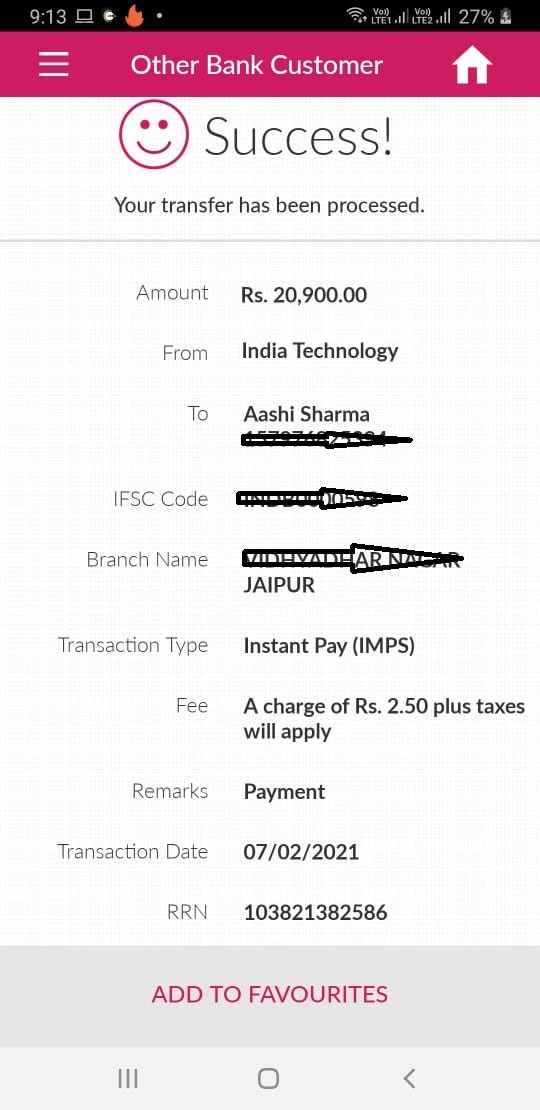 9:13 Vo)) LTE1 Vo)) LTE2 27%
Other Bank Customer
Success!
Your transfer has been processed.
Amount Rs. 20,900.00
From India Technology
To Aashi Sharma
IFSC Code
Branch Name
JAIPUR
Transaction Type Instant Pay (IMPS)
Fee A charge of Rs. 2.50 plus taxes
will apply
Remarks Payment
Transaction Date 07/02/2021
RRN 103821382586
ADD TO FAVOURITES